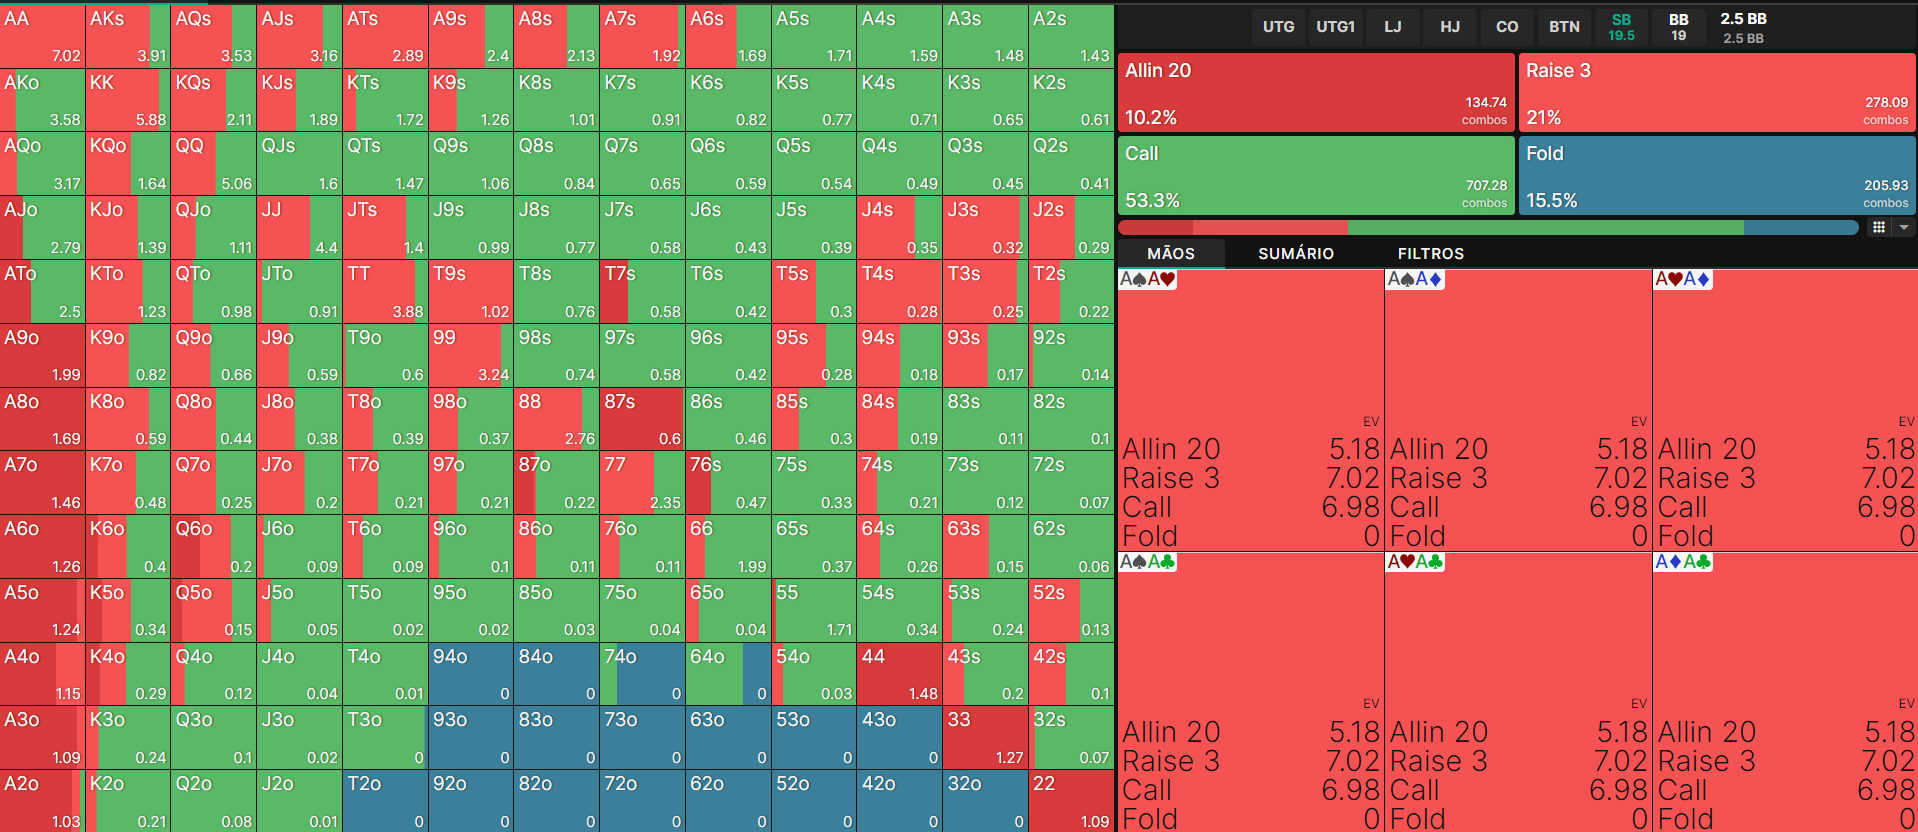 AA AKs AQs AJs ATs A9s A8s A7s A6s A5s A4s A3s A2s
7.02 3.91 3.53 3.16 2.89 2.4 2.13 1.92 1.69 1.71 1.59 1.48 1.43
AKo KK KQs KJs KTs K9s K8s K7s K6s K5s K4s K3s K2s
3.58 5.88 2.11 1.89 1.72 1.26 1.01 0.91 0.82 0.77 0.71 0.65 0.61
AQo KQo QQ QJs QTs Q9s Q8s Q7s Q6s Q5s Q4s Q3s Q2s
3.17 1.64 5.06 1.6 1.47 1.06 0.84 0.65 0.59 0.54 0.49 0.45 0.41
AJo KJo QJo JJ JTs J9s J8s J7s J6s J5s J4s J3s J2s
2.79 1.39 1.11 4.4 1.4 0.99 0.77 0.58 0.43 0.39 0.35 0.32 0.29
ATo KTo QTo JTo TT T9s T8s T7s T6s T5s T4s T3s T2s
2.5 1.23 0.98 0.91 3.88 1.02 0.76 0.58 0.42 0.3 0.28 0.25 0.22
A9o K9o Q9o J9o T9o 99 98s 97s 96s 95s 94s 93s 92s
1.99 0.82 0.66 0.59 0.6 3.24 0.74 0.58 0.42 0.28 0.18 0.17 0.14
A8o K8o Q8o J8o T8o 98o 88 87s 86s 85s 84s 83s 82s
1.69 0.59 0.44 0.38 0.39 0.37 2.76 0.6 0.46 0.3 0.19 0.11 0.1
A7o K7o Q7o J7o T7o 97o 87o 77 76s 75s 74s 73s 72s
1.46 0.48 0.25 0.2 0.21 0.21 0.22 2.35 0.47 0.33 0.21 0.12 0.07
A6o K6o Q6o J6o T6o 96o 86o 76o 66 65s 64s 63s 62s
1.26 0.4 0.2 0.09 0.09 0.1 0.11 0.11 1.99 0.37 0.26 0.15 0.06
A5o K5o Q5o J5o T5o 95o 85o 75o 65o 55 54s 53s 52s
1.24 0.34 0.15 0.05 0.02 0.02 0.03 0.04 0.04 1.71 0.34 0.24 0.13
A4o K4o Q4o J4o T4o 94o 84o 74o 64o 54o 44 43s 42s
1.15 0.29 0.12 0.04 0.01 0 0 0 0 0.03 1.48 0.2 0.1
A3o K3o Q3o J3o T3o 93o 83o 73o 63o 53o 43o 33 32s
1.09 0.24 0.1 0.02 0 0 0 0 0 0 0 1.27 0.07
A2o K2o Q2o J2o T2o 92o 82o 72o 62o 52o 42o 32o 22
1.03 0.21 0.08 0.01 0 0 0 0 0 0 0 0 1.09
UTG UTG1 LJ HJ CO BTN SB BB 2.5 BB
19.5 19 2.5 BB
Allin 20 Raise 3
134.74 278.09
10.2% combos 21% combos
Call Fold
707.28 205.93
53.3% combos 15.5% combos
MÃOS SUMÁRIO FILTROS
A♠A♥ A♠A♦ A♥A♦
EV EV EV
Allin 20 5.18 Allin 20 5.18 Allin 20 5.18
Raise 3 7.02 Raise 3 7.02 Raise 3 7.02
Call 6.98 Call 6.98 Call 6.98
Fold 0 Fold 0 Fold 0
A♠A♣ A♥A♣ A♦A♣
EV EV EV
Allin 20 5.18 Allin 20 5.18 Allin 20 5.18
Raise 3 7.02 Raise 3 7.02 Raise 3 7.02
Call 6.98 Call 6.98 Call 6.98
Fold 0 Fold 0 Fold 0